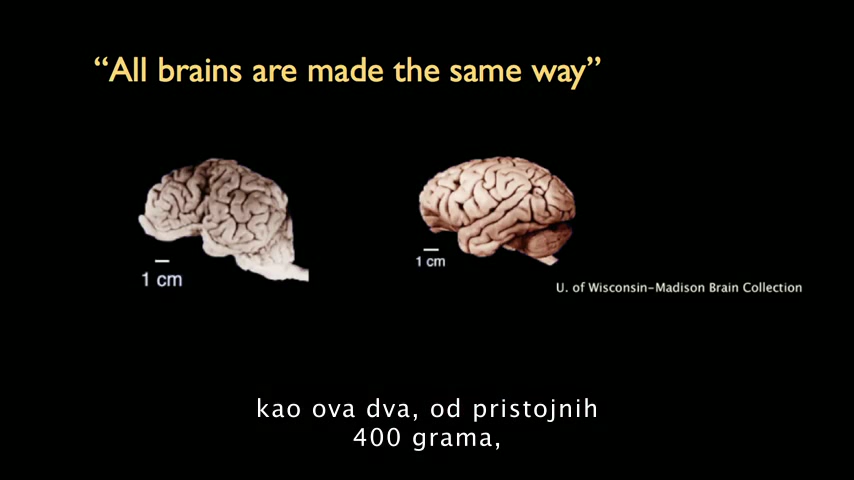 “All brains are made the same way”
1 cm
1 cm
U. of Wisconsin-Madison Brain Collection
kao ova dva, od pristojnih
400 grama,